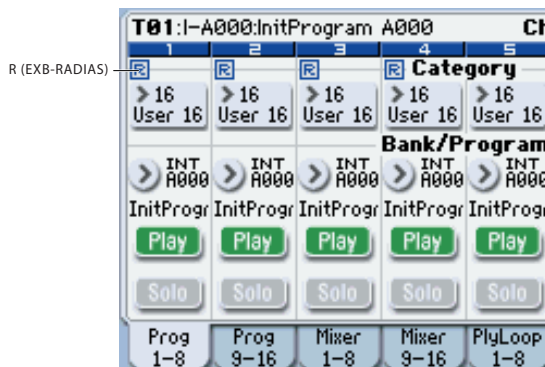 T01:I-A000:InitProgram A000 Ch
1 2 3 4 5
R (EXB-RADIAS)
R R R R Category
> 16 > 16 > 16 > 16 > 16
User 16 User 16 User 16 User 16 User 16
Bank/Program
> INT > INT > INT > INT > INT
A000 A000 A000 A000 A000
InitProgr InitProgr InitProgr InitProgr InitProgr
Play Play Play Play Play
Solo Solo Solo Solo Solo
Prog Prog Mixer Mixer PlyLoop
1-8 9-16 1-8 9-16 1-8